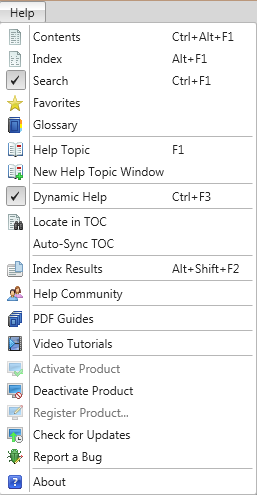 Help
Contents Ctrl+Alt+F1
Index Alt+F1
Search Ctrl+F1
Favorites
Glossary
Help Topic F1
New Help Topic Window
Dynamic Help Ctrl+F3
Locate in TOC
Auto-Sync TOC
Index Results Alt+Shift+F2
Help Community
PDF Guides
Video Tutorials
Activate Product
Deactivate Product
Register Product...
Check for Updates
Report a Bug
About